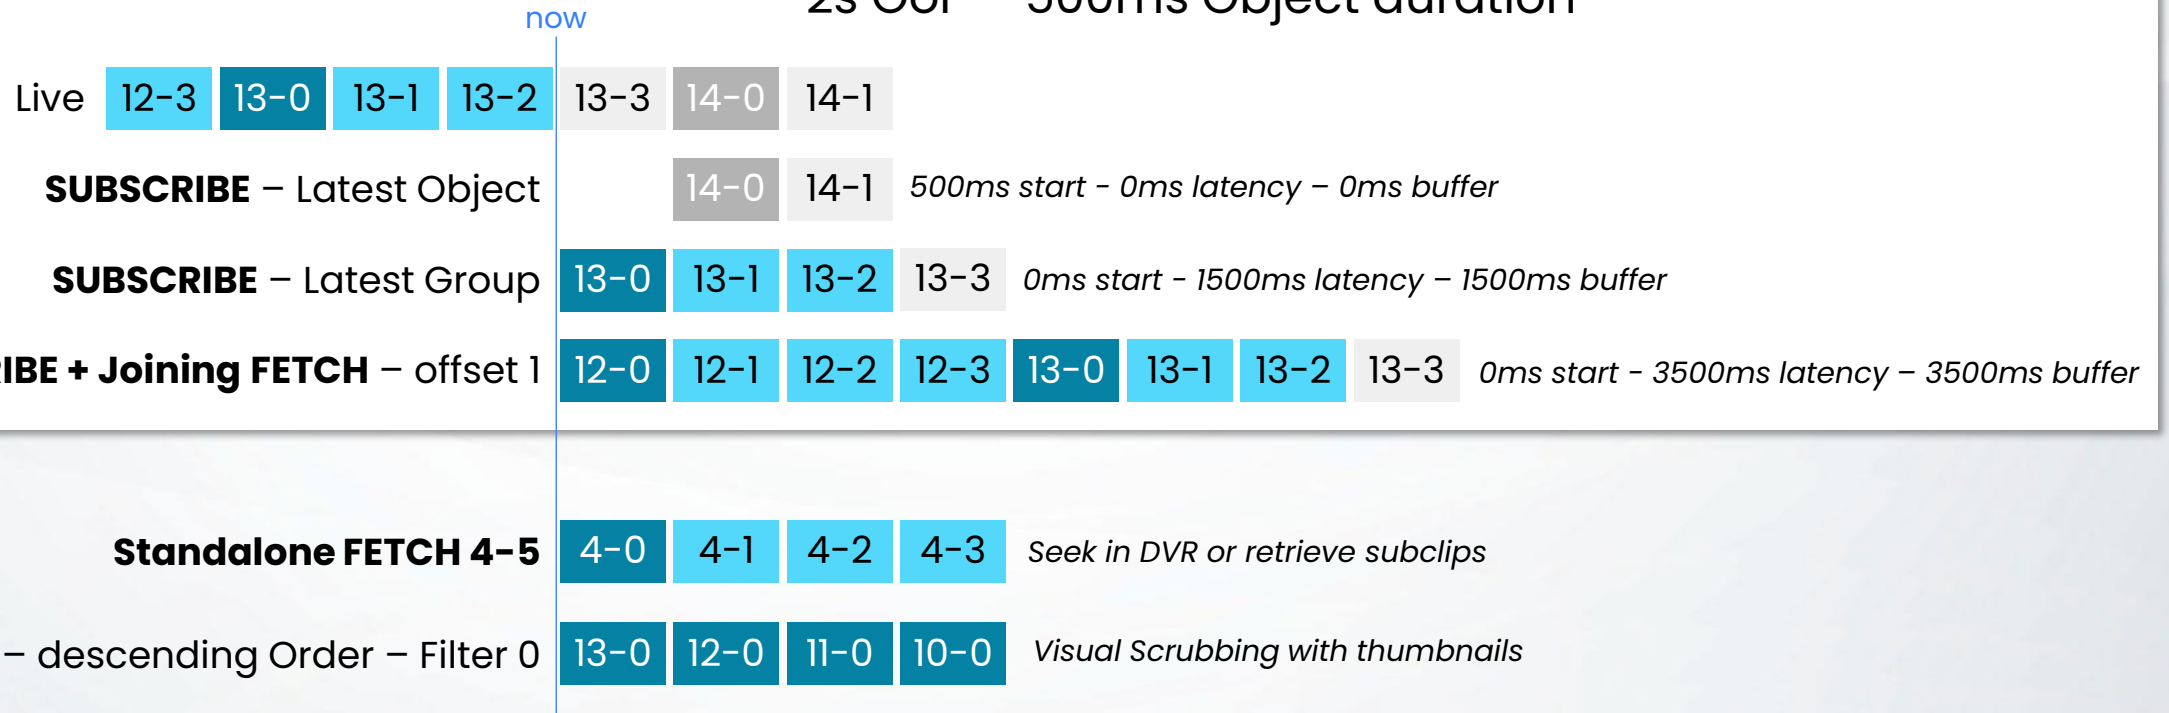 now
500ms Object duration
Live 12-3 13-0 13-1 13-2 13-3 14-0 14-1
SUBSCRIBE – Latest Object 14-0 14-1 500ms start - 0ms latency – 0ms buffer
SUBSCRIBE – Latest Group 13-0 13-1 13-2 13-3 0ms start - 1500ms latency – 1500ms buffer
IBE + Joining FETCH – offset 1 12-0 12-1 12-2 12-3 13-0 13-1 13-2 13-3 0ms start - 3500ms latency – 3500ms buffer
Standalone FETCH 4-5 4-0 4-1 4-2 4-3 Seek in DVR or retrieve subclips
– descending Order – Filter 0 13-0 12-0 11-0 10-0 Visual Scrubbing with thumbnails